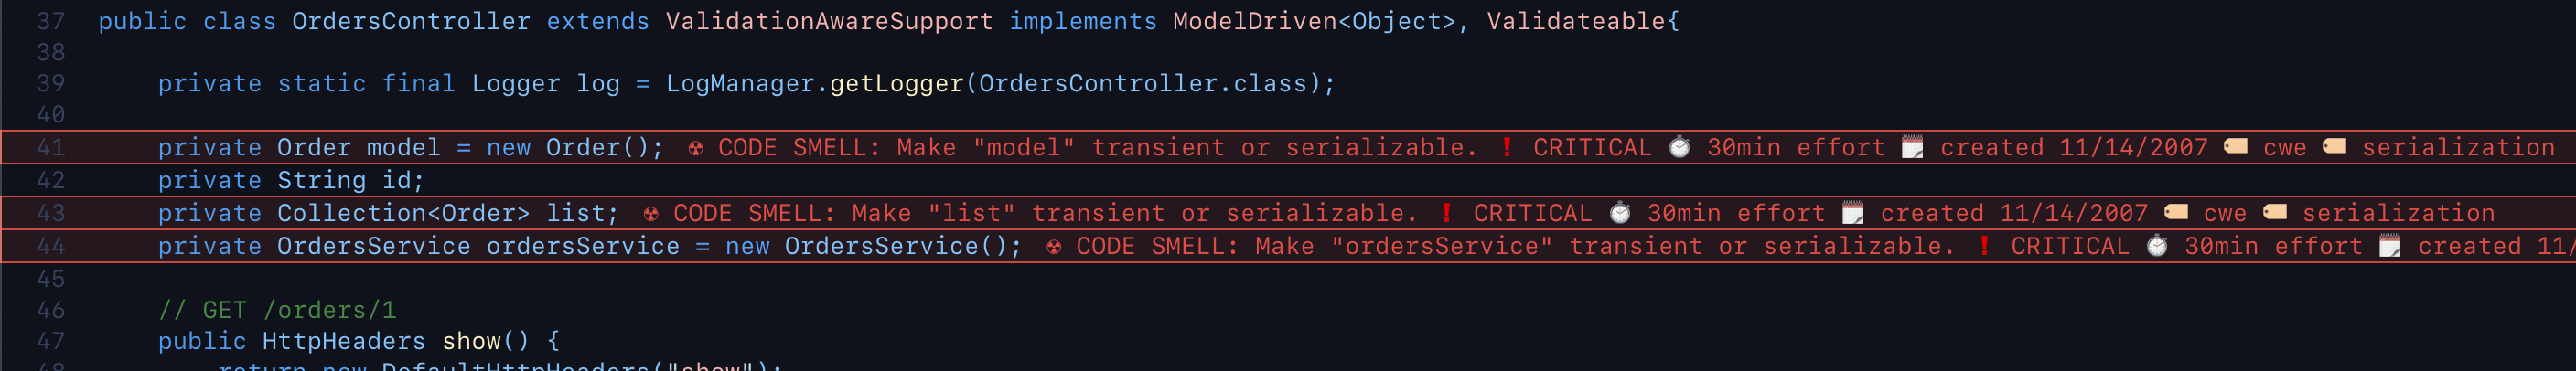 37 public class OrdersController extends ValidationAwareSupport implements ModelDriven<Object>, Validateable{
38
39 private static final Logger log = LogManager.getLogger(OrdersController.class);
40
41 private Order model = new Order(); ☢ CODE SMELL: Make "model" transient or serializable. ❗ CRITICAL ⏱ 30min effort 🗓 created 11/14/2007 🏷 cwe 🏷 serialization
42 private String id;
43 private Collection<Order> list; ☢ CODE SMELL: Make "list" transient or serializable. ❗ CRITICAL ⏱ 30min effort 🗓 created 11/14/2007 🏷 cwe 🏷 serialization
44 private OrdersService ordersService = new OrdersService(); ☢ CODE SMELL: Make "ordersService" transient or serializable. ❗ CRITICAL ⏱ 30min effort 🗓 created 11/
45
46 // GET /orders/1
47 public HttpHeaders show() {
48 return new DefaultHttpHeaders("show");